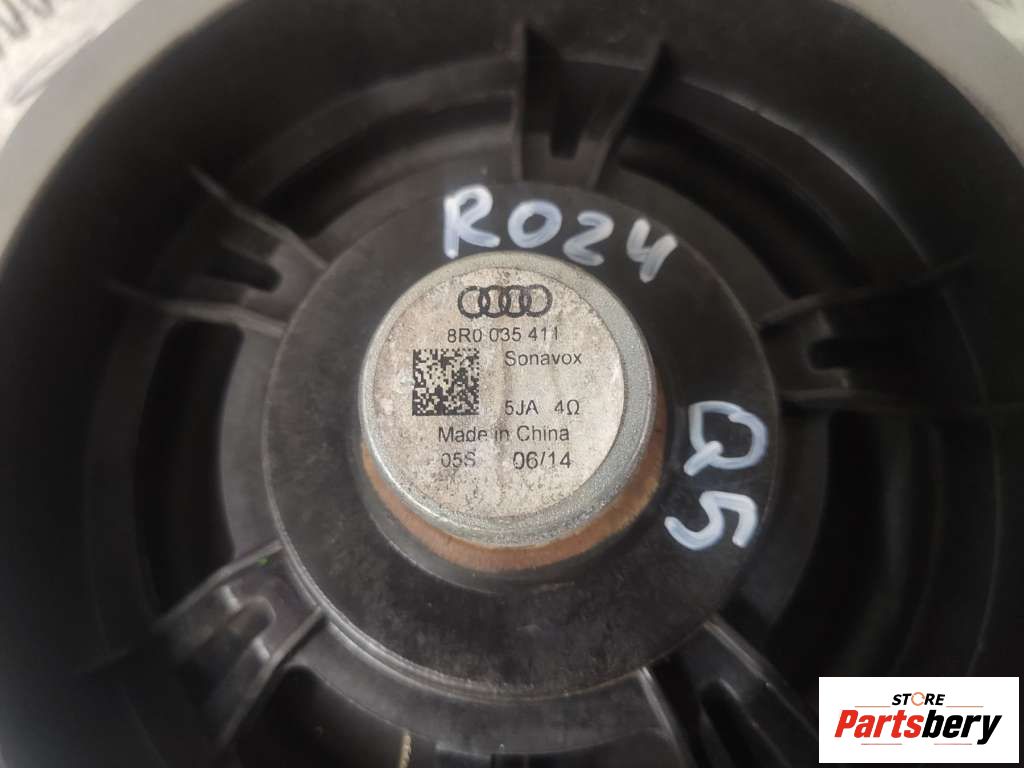 R024
8R0 035 411
Sonavox
5JA 4Ω
Made in China
05S 06/14
Q5
STORE
Partsbery